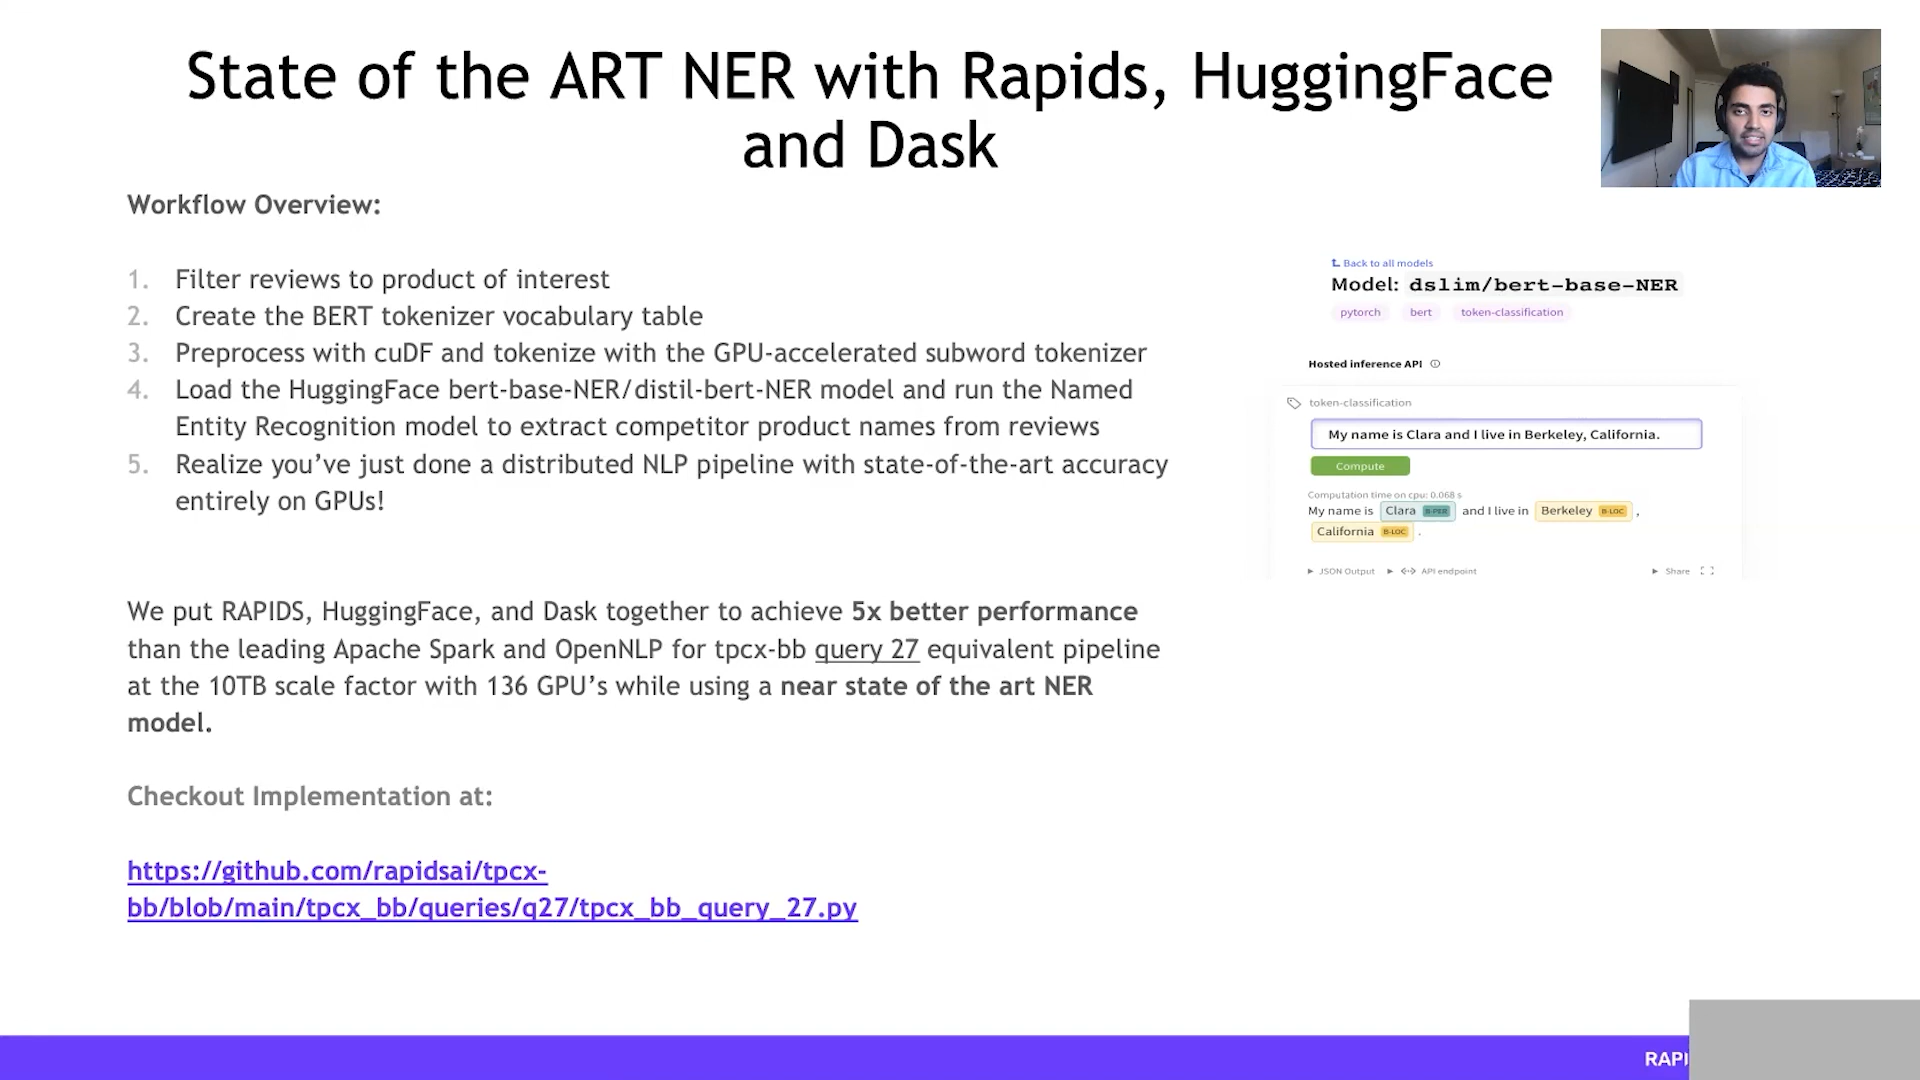 State of the ART NER with Rapids, HuggingFace
and Dask
Workflow Overview:
1. Filter reviews to product of interest
2. Create the BERT tokenizer vocabulary table
3. Preprocess with cuDF and tokenize with the GPU-accelerated subword tokenizer
4. Load the HuggingFace bert-base-NER/distil-bert-NER model and run the Named
Entity Recognition model to extract competitor product names from reviews
5. Realize you’ve just done a distributed NLP pipeline with state-of-the-art accuracy
entirely on GPUs!
We put RAPIDS, HuggingFace, and Dask together to achieve 5x better performance
than the leading Apache Spark and OpenNLP for tpcx-bb query 27 equivalent pipeline
at the 10TB scale factor with 136 GPU’s while using a near state of the art NER
model.
Checkout Implementation at:
https://github.com/rapidsai/tpcx-
bb/blob/main/tpcx_bb/queries/q27/tpcx_bb_query_27.py
Back to all models
Model: dslim/bert-base-NER
pytorch bert token-classification
Hosted inference API
token-classification
My name is Clara and I live in Berkeley, California.
Compute
Computation time on cpu: 0.068 s
My name is Clara B-PER and I live in Berkeley B-LOC ,
California B-LOC .
JSON Output API endpoint Share
RAPI